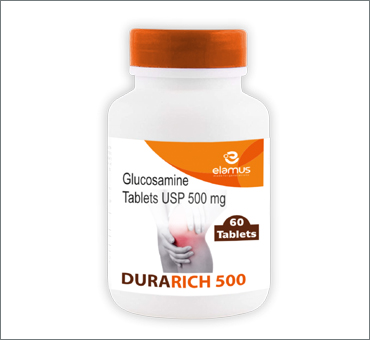 elamus
Glucosamine
Tablets USP 500 mg
60
Tablets
DURARICH 500